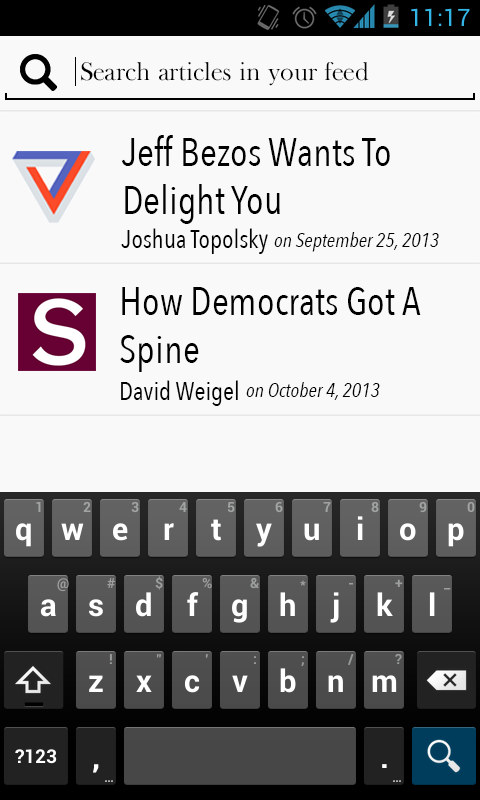 11:17
Search articles in your feed
Jeff Bezos Wants To
Delight You
Joshua Topolsky on September 25, 2013
S
How Democrats Got A
Spine
David Weigel on October 4, 2013
1 2 3 4 5 6 7 8 9 0
q w e r t y u i o p
@ # $ % & * - + _
a s d f g h j k l
! " ' : ; / ?
z x c v b n m
?123 , ... . ...